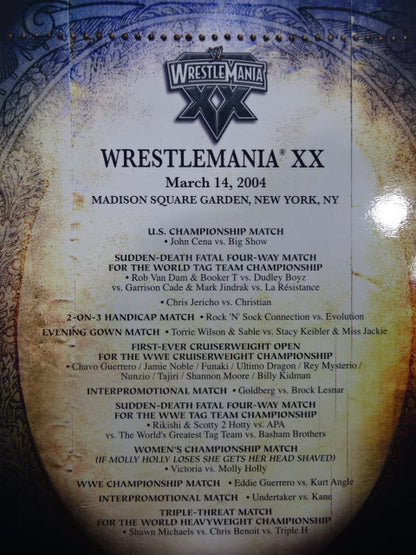 W
WRESTLEMANIA
XX
WRESTLEMANIA® XX
March 14, 2004
MADISON SQUARE GARDEN, NEW YORK, NY
U.S. CHAMPIONSHIP MATCH
• John Cena vs. Big Show
SUDDEN-DEATH FATAL FOUR-WAY MATCH
FOR THE WORLD TAG TEAM CHAMPIONSHIP
• Rob Van Dam & Booker T vs. Dudley Boyz
vs. Garrison Cade & Mark Jindrak vs. La Résistance
• Chris Jericho vs. Christian
2-ON-3 HANDICAP MATCH • Rock 'N' Sock Connection vs. Evolution
EVENING GOWN MATCH • Torrie Wilson & Sable vs. Stacy Keibler & Miss Jackie
FIRST-EVER CRUISERWEIGHT OPEN
FOR THE WWE CRUISERWEIGHT CHAMPIONSHIP
• Chavo Guerrero / Jamie Noble / Funaki / Ultimo Dragon / Rey Mysterio /
Nunzio / Tajiri / Shannon Moore / Billy Kidman
INTERPROMOTIONAL MATCH • Goldberg vs. Brock Lesnar
SUDDEN-DEATH FATAL FOUR-WAY MATCH
FOR THE WWE TAG TEAM CHAMPIONSHIP
• Rikishi & Scotty 2 Hotty vs. APA
vs. The World's Greatest Tag Team vs. Basham Brothers
WOMEN'S CHAMPIONSHIP MATCH
(IF MOLLY HOLLY LOSES SHE GETS HER HEAD SHAVED)
• Victoria vs. Molly Holly
WWE CHAMPIONSHIP MATCH • Eddie Guerrero vs. Kurt Angle
INTERPROMOTIONAL MATCH • Undertaker vs. Kane
TRIPLE-THREAT MATCH
FOR THE WORLD HEAVYWEIGHT CHAMPIONSHIP
• Shawn Michaels vs. Chris Benoit vs. Triple H